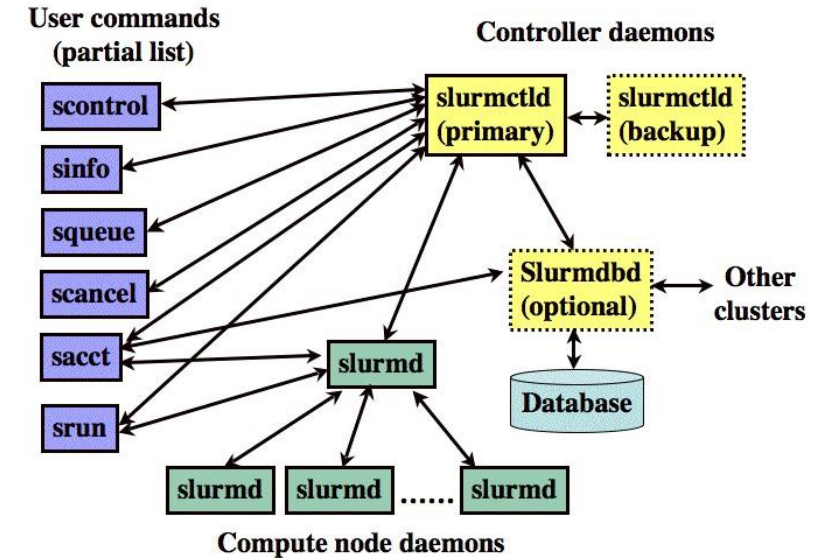 User commands
(partial list)
Controller daemons
scontrol
slurmctld
(primary)
slurmctld
(backup)
sinfo
squeue
scancel
Slurmdbd
(optional)
Other
clusters
sacct
slurmd
Database
srun
slurmd
slurmd
......
slurmd
Compute node daemons